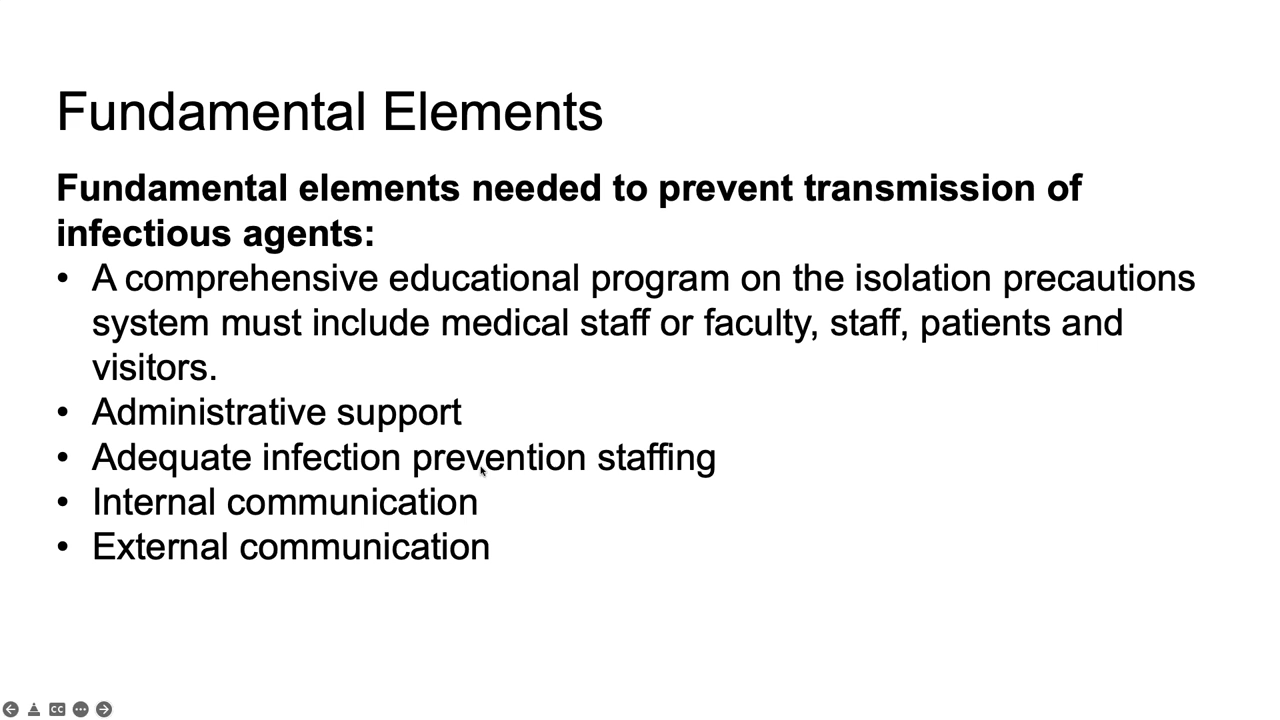 Fundamental Elements
Fundamental elements needed to prevent transmission of
infectious agents:
• A comprehensive educational program on the isolation precautions
system must include medical staff or faculty, staff, patients and
visitors.
• Administrative support
• Adequate infection prevention staffing
• Internal communication
• External communication
CC